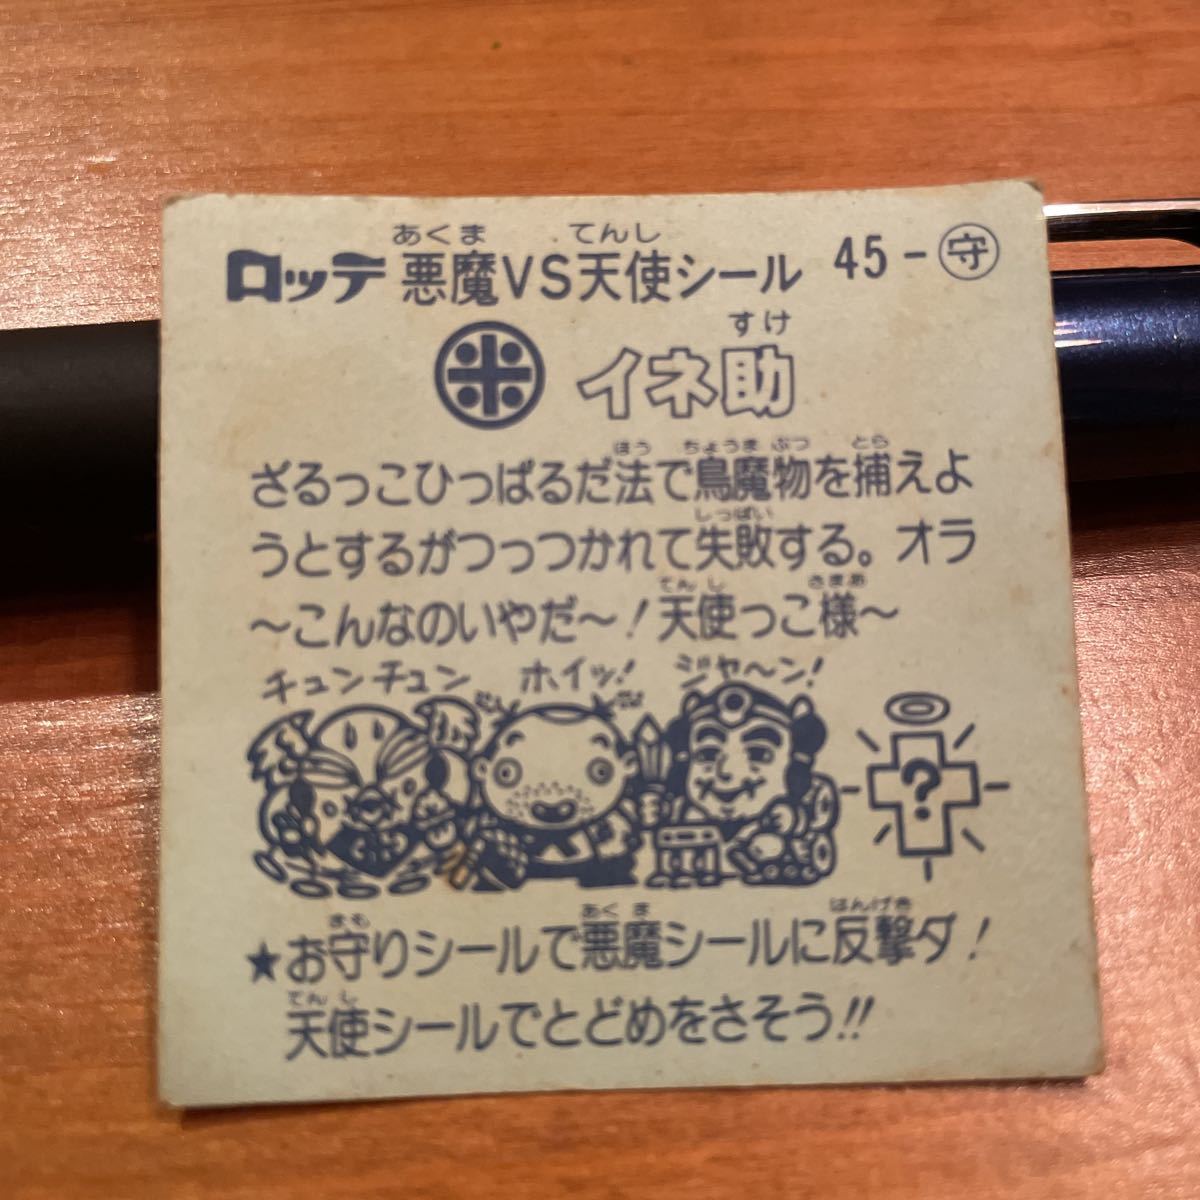 ロッテ 悪魔VS天使シール 45-守
あくま てんし
すけ
イネ助
ほう ちょうま ぶつ とら
ざるっこひっぱるだ法で鳥魔物を捕えよ
しっぱい
うとするがつっつかれて失敗する。オラ
てんし さまあ
〜こんなのいやだ〜!天使っこ様〜
チュンチュン ホイッ! ジャ〜ン!
?
まも あくま はんげき
★お守りシールで悪魔シールに反撃ダ!
てんし
天使シールでとどめをさそう!!